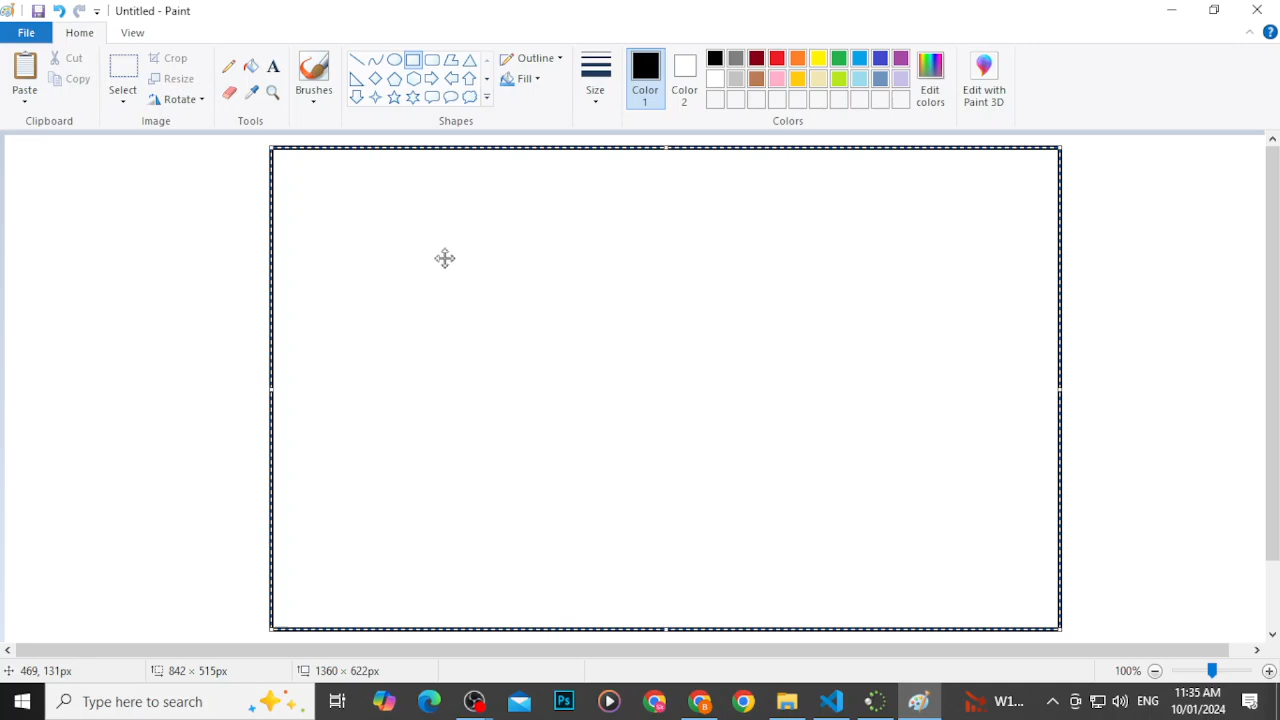 Untitled - Paint
File
Home
View
Paste
Cut
Copy
Clipboard
Select
Crop
Resize
Rotate
Image
A
Tools
Brushes
Outline
Fill
Shapes
Size
Color
1
Color
2
Colors
Edit
colors
Edit with
Paint 3D
469, 131px
842 × 515px
1360 × 622px
100%
Type here to search
Ps
B
W1...
ENG
11:35 AM
10/01/2024